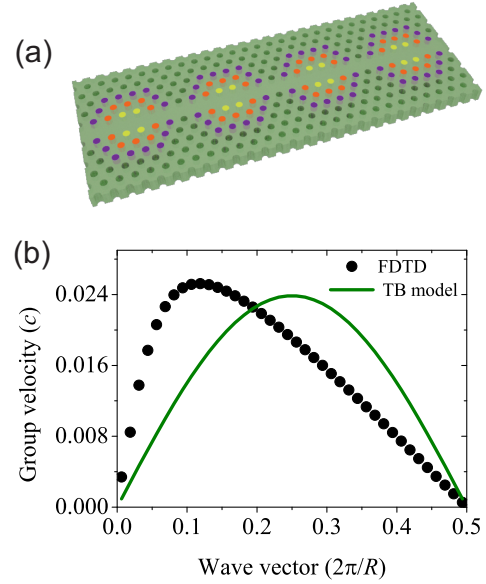 (a)
(b)
FDTD
TB model
0.024
0.016
0.008
0.000
Group velocity (c)
0.0 0.1 0.2 0.3 0.4 0.5
Wave vector (2π/R)